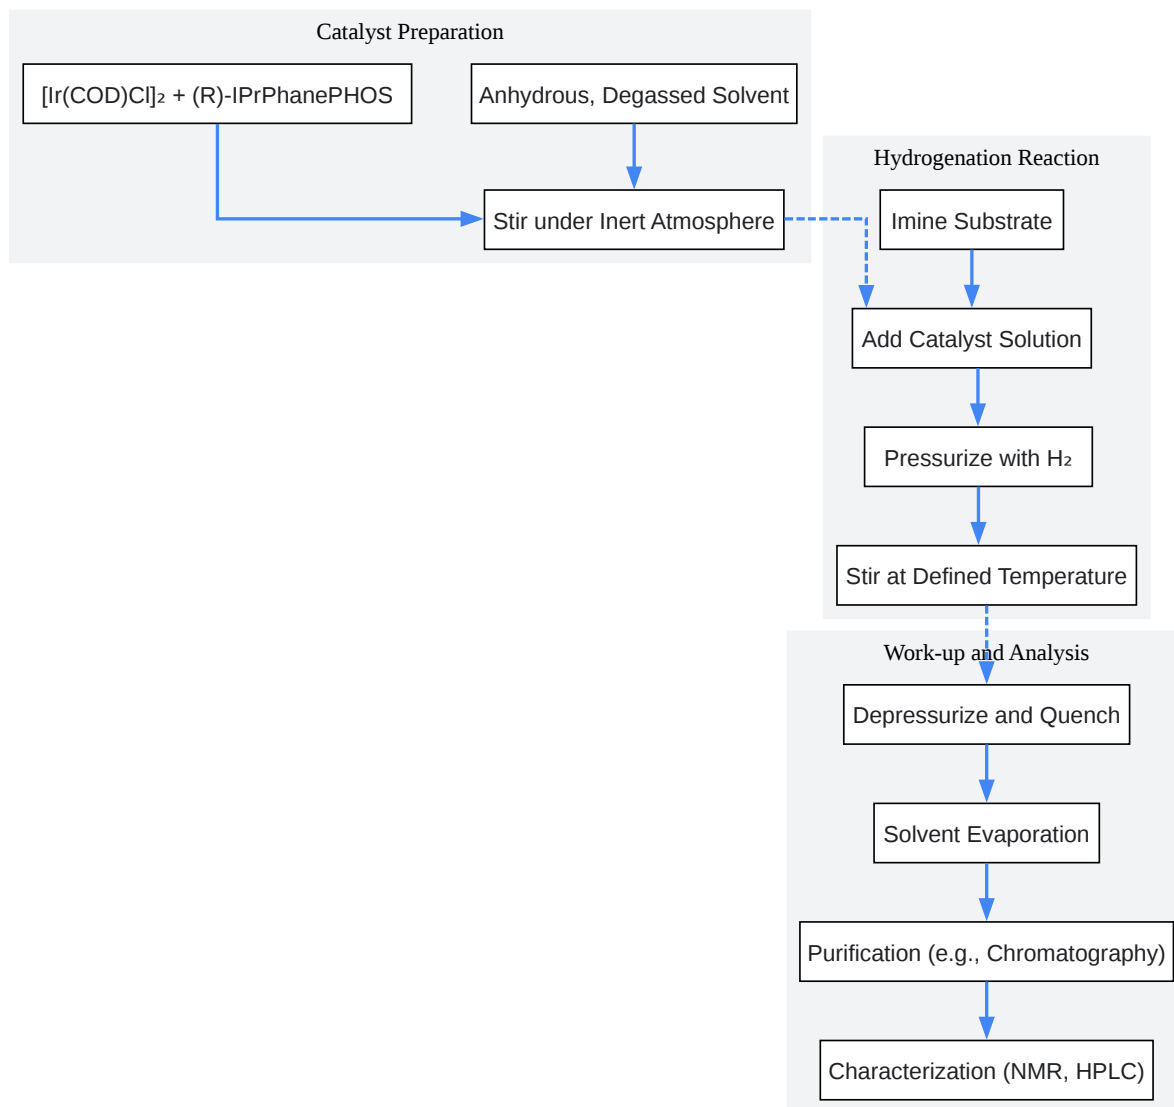 Catalyst Preparation
[Ir(COD)Cl]₂ + (R)-IPrPhanePHOS
Anhydrous, Degassed Solvent
Stir under Inert Atmosphere
Hydrogenation Reaction
Imine Substrate
Add Catalyst Solution
Pressurize with H₂
Stir at Defined Temperature
Work-up and Analysis
Depressurize and Quench
Solvent Evaporation
Purification (e.g., Chromatography)
Characterization (NMR, HPLC)